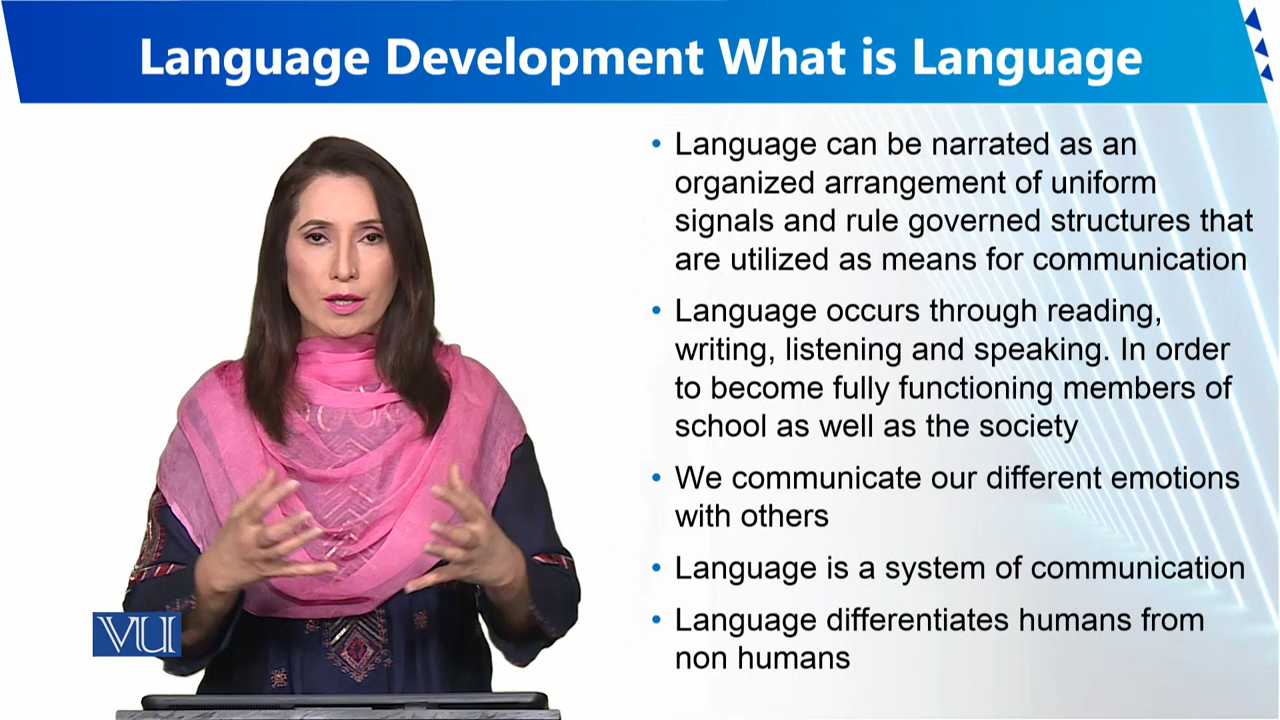 Language Development What is Language
• Language can be narrated as an
organized arrangement of uniform
signals and rule governed structures that
are utilized as means for communication
• Language occurs through reading,
writing, listening and speaking. In order
to become fully functioning members of
school as well as the society
• We communicate our different emotions
with others
• Language is a system of communication
• Language differentiates humans from
non humans
VU